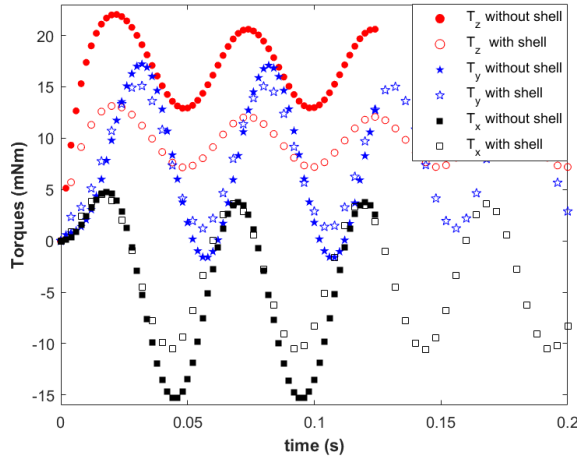 20
15
10
5
0
-5
-10
-15
Torques (mNm)
0
0.05
0.1
0.15
0.2
time (s)
T_z without shell
T_z with shell
T_y without shell
T_y with shell
T_x without shell
T_x with shell